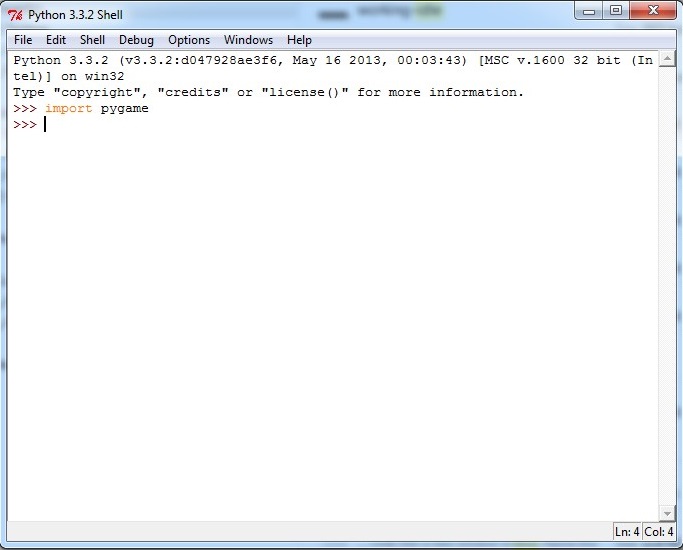 Python 3.3.2 Shell
File Edit Shell Debug Options Windows Help
Python 3.3.2 (v3.3.2:d047928ae3f6, May 16 2013, 00:03:43) [MSC v.1600 32 bit (In
tel)] on win32
Type "copyright", "credits" or "license()" for more information.
>>> import pygame
>>>
Ln: 4 Col: 4